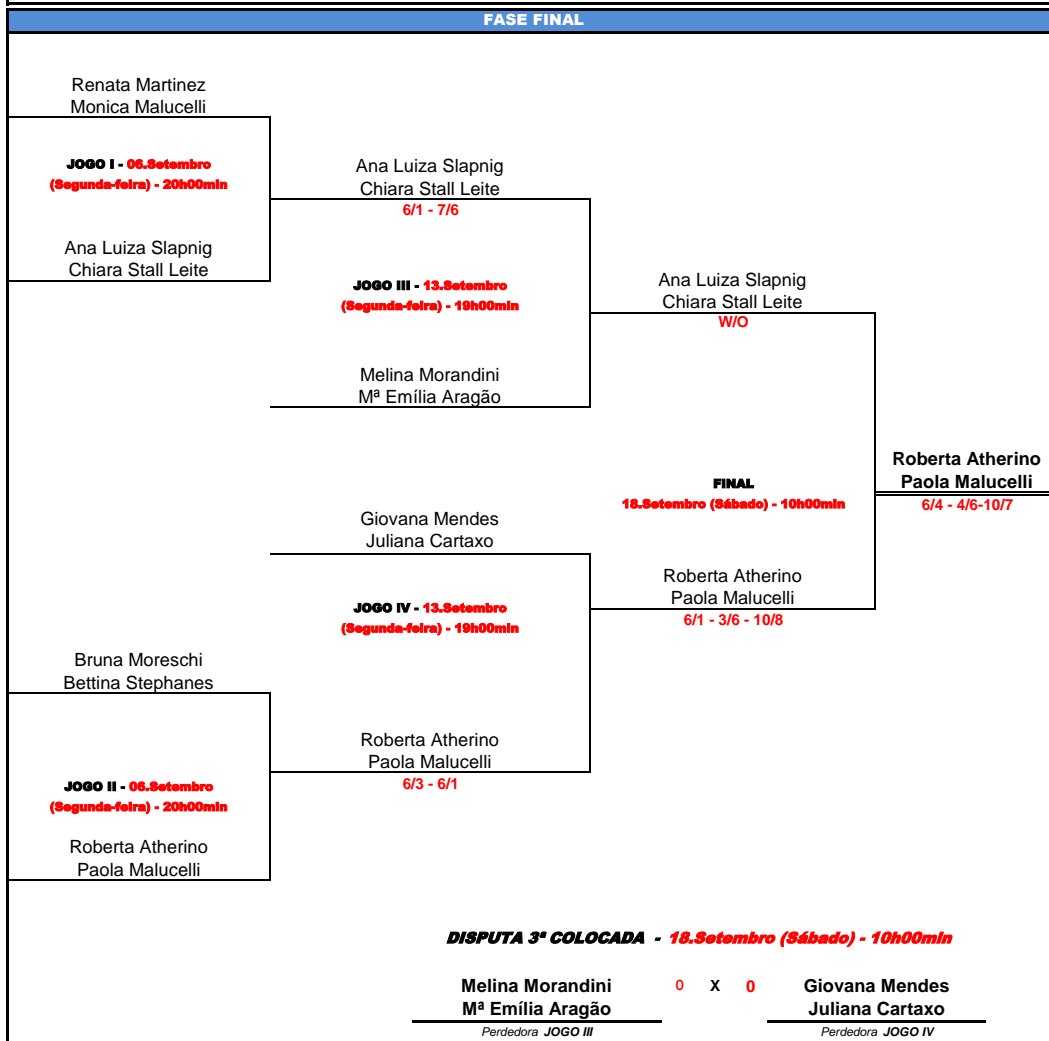 FASE FINAL
Renata Martinez
Monica Malucelli
JOGO I - 06.Setembro
(Segunda-feira) - 20h00min
Ana Luiza Slapnig
Chiara Stall Leite
Ana Luiza Slapnig
Chiara Stall Leite
6/1 - 7/6
JOGO III - 13.Setembro
(Segunda-feira) - 19h00min
Melina Morandini
Mª Emília Aragão
Ana Luiza Slapnig
Chiara Stall Leite
W/O
FINAL
18.Setembro (Sábado) - 10h00min
Roberta Atherino
Paola Malucelli
6/4 - 4/6-10/7
Giovana Mendes
Juliana Cartaxo
JOGO IV - 13.Setembro
(Segunda-feira) - 19h00min
Roberta Atherino
Paola Malucelli
6/1 - 3/6 - 10/8
Bruna Moreschi
Bettina Stephanes
JOGO II - 06.Setembro
(Segunda-feira) - 20h00min
Roberta Atherino
Paola Malucelli
Roberta Atherino
Paola Malucelli
6/3 - 6/1
DISPUTA 3ª COLOCADA - 18.Setembro (Sábado) - 10h00min
Melina Morandini 0 X 0 Giovana Mendes
Mª Emília Aragão Juliana Cartaxo
Perdedora JOGO III Perdedora JOGO IV